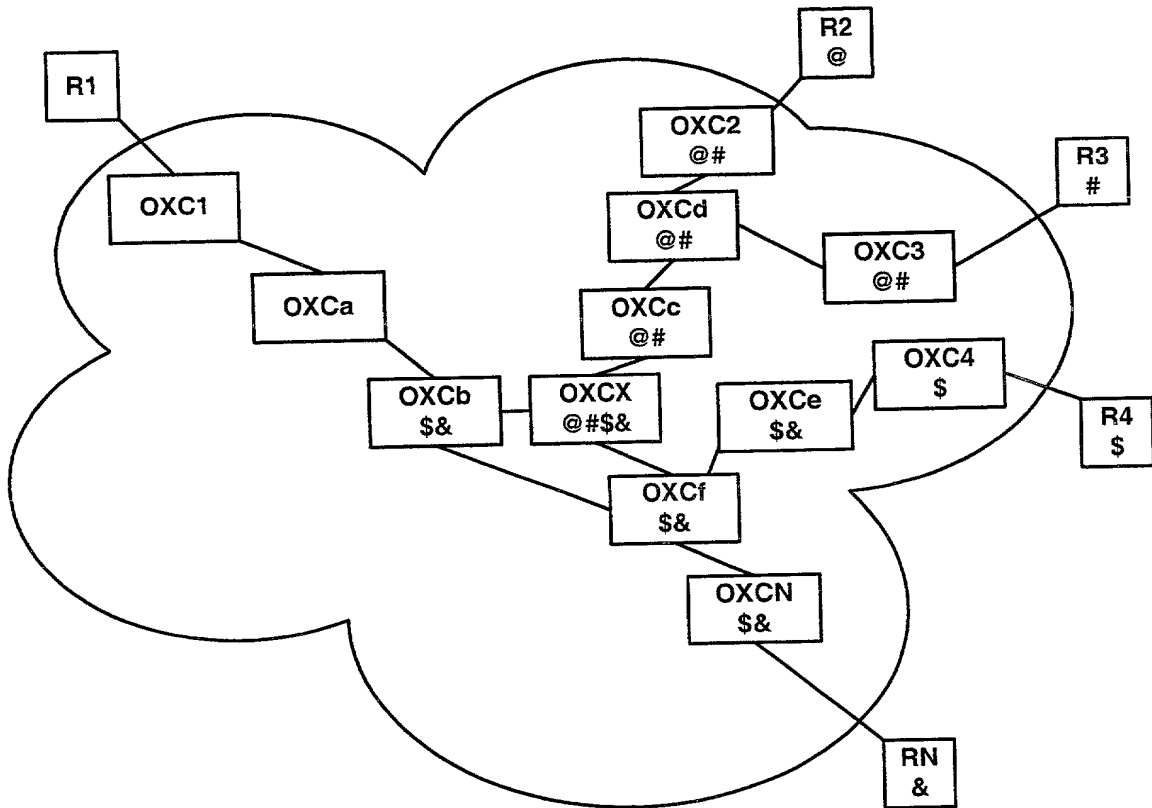 R2
@
R1
OXC2
@#
R3
#
OXC1
OXCd
@#
OXC3
@#
OXCa
OXCc
@#
OXC4
$
OXCb
$&
OXCX
@#$&
OXCe
$&
R4
$
OXCf
$&
OXCN
$&
RN
&